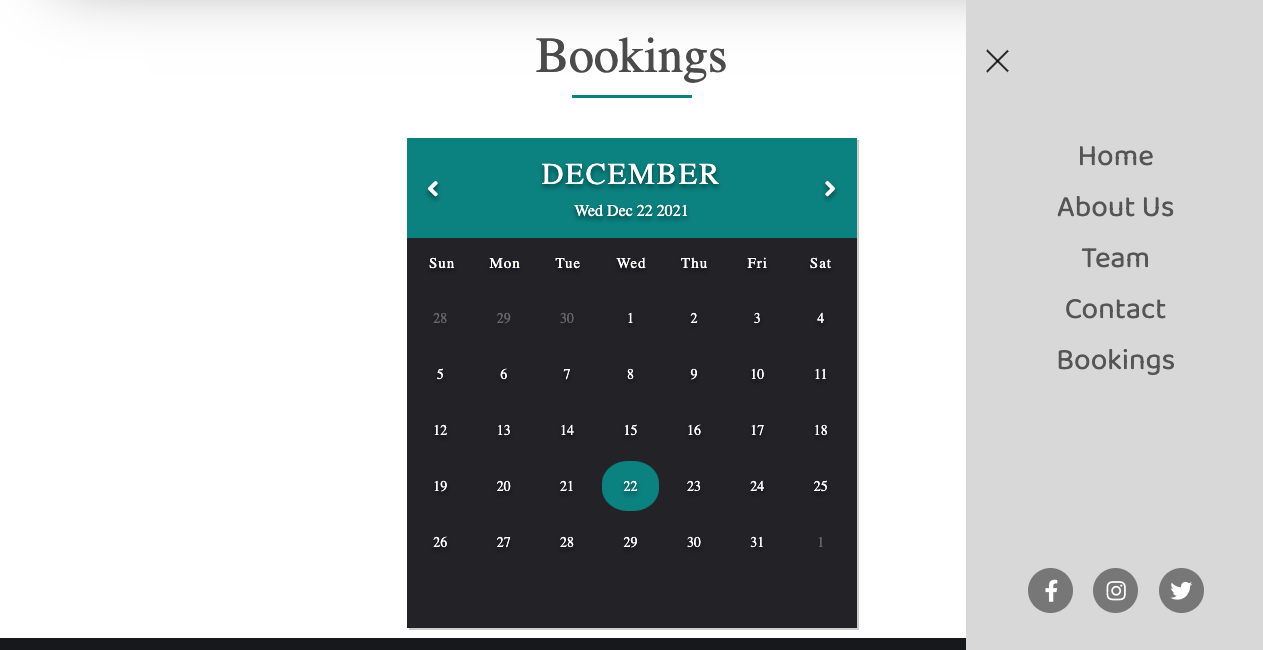 Bookings
DECEMBER
Wed Dec 22 2021
Sun Mon Tue Wed Thu Fri Sat
28 29 30 1 2 3 4
5 6 7 8 9 10 11
12 13 14 15 16 17 18
19 20 21 22 23 24 25
26 27 28 29 30 31 1
Home
About Us
Team
Contact
Bookings